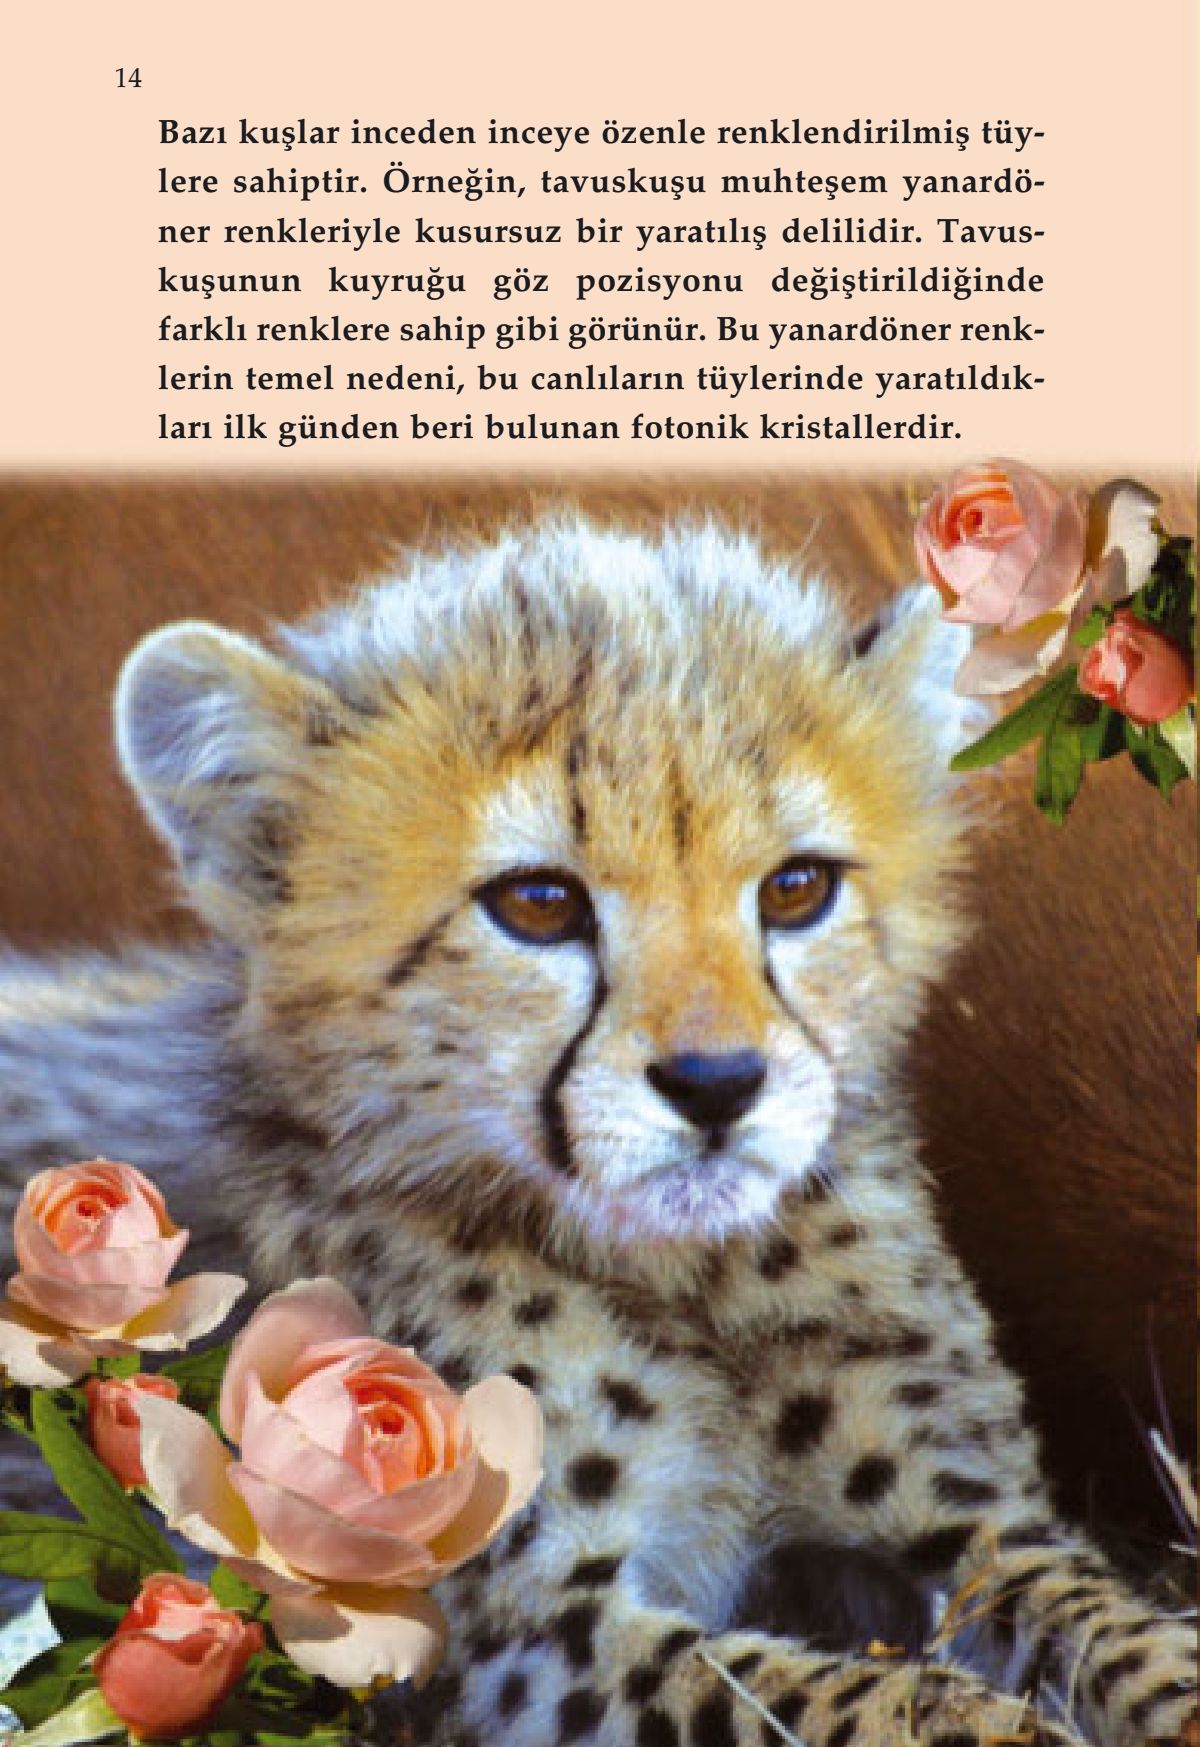 14
Bazı kuşlar inceden inceye özenle renklendirilmiş tüy-
lere sahiptir. Örneğin, tavuskuşu muhteşem yanardö-
ner renkleriyle kusursuz bir yaratılış delilidir. Tavus-
kuşunun kuyruğu göz pozisyonu değiştirildiğinde
farklı renklere sahip gibi görünür. Bu yanardöner renk-
lerin temel nedeni, bu canlıların tüylerinde yaratıldık-
ları ilk günden beri bulunan fotonik kristallerdir.